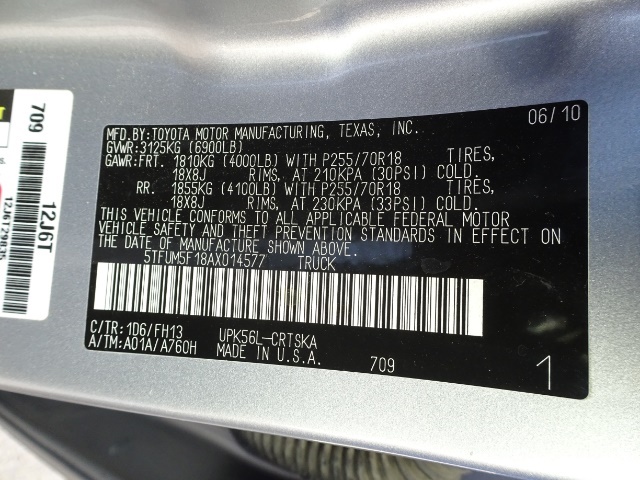 06/10
MFD.BY:TOYOTA MOTOR MANUFACTURING, TEXAS, INC.
GVWR:3125KG (6900LB)
GAWR:FRT. 1810KG (4000LB) WITH P255/70R18 TIRES,
18X8J RIMS, AT 210KPA (30PSI) COLD.
RR. 1855KG (4100LB) WITH P255/70R18 TIRES,
18X8J RIMS, AT 230KPA (33PSI) COLD.
THIS VEHICLE CONFORMS TO ALL APPLICABLE FEDERAL MOTOR
VEHICLE SAFETY AND THEFT PREVENTION STANDARDS IN EFFECT ON
THE DATE OF MANUFACTURE SHOWN ABOVE.
5TFUM5F18AX014577 TRUCK
C/TR:1D6/FH13 UPK56L-CRTSKA
A/TM:A01A/A760H MADE IN U.S.A. 709 1
709
12J6T